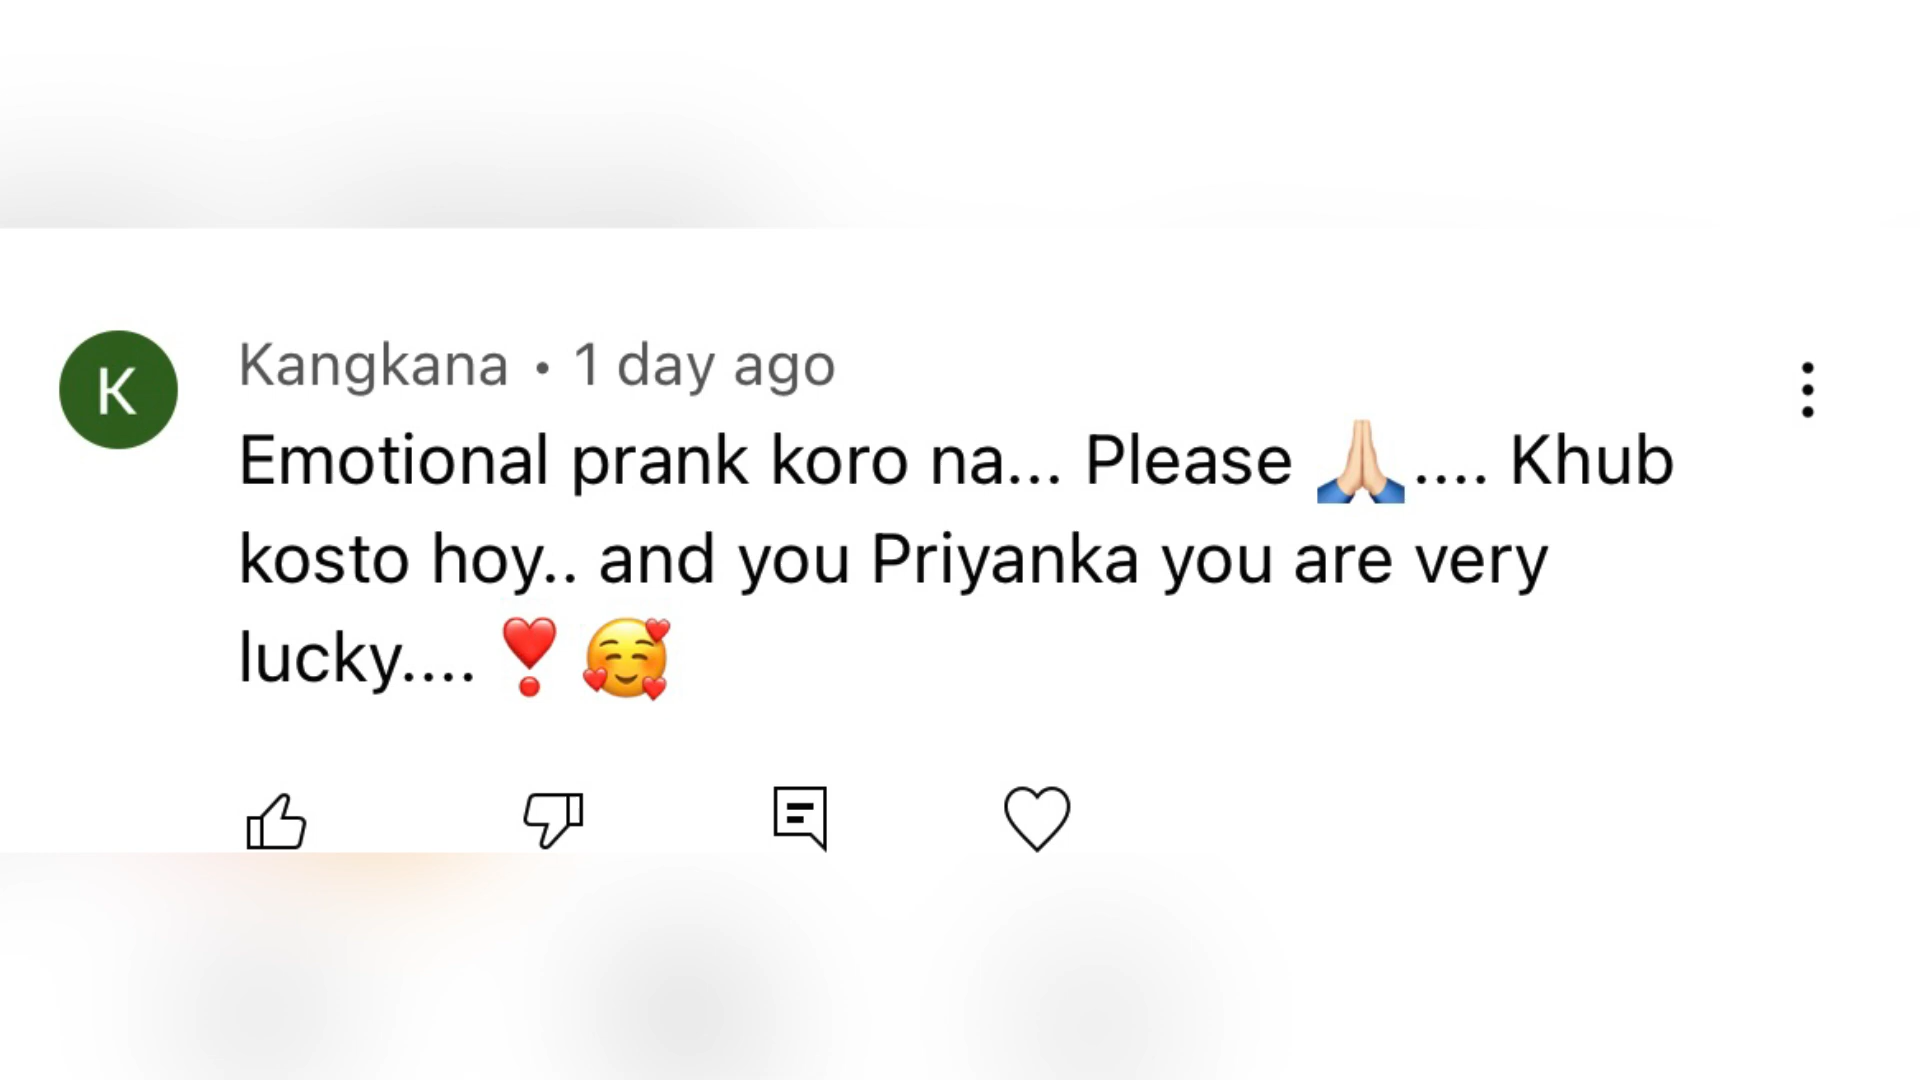 K
Kangkana • 1 day ago
Emotional prank koro na... Please 🙏🏻.... Khub
kosto hoy.. and you Priyanka you are very
lucky.... ❣️ 🥰